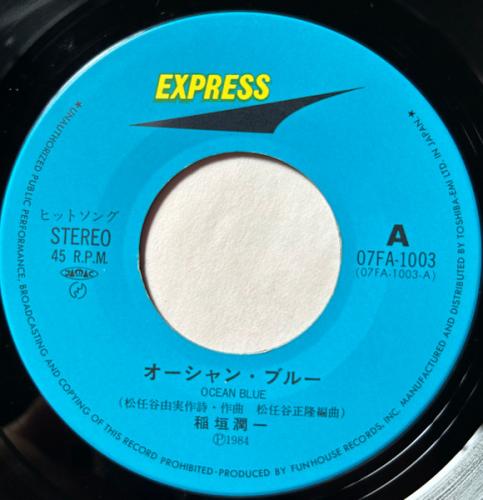 EXPRESS
ヒットソング
STEREO
45 R.P.M.
A
07FA-1003
(07FA-1003-A)
オーシャン・ブルー
OCEAN BLUE
(松任谷由実作詩・作曲 松任谷正隆編曲)
稲垣潤一
Ⓟ1984
★UNAUTHORIZED PUBLIC PERFORMANCE, BROADCASTING AND COPYING OF THIS RECORD PROHIBITED·PRODUCED BY FUNHOUSE RECORDS, INC. MANUFACTURED AND DISTRIBUTED BY TOSHIBA-EMI LTD. IN JAPAN.★